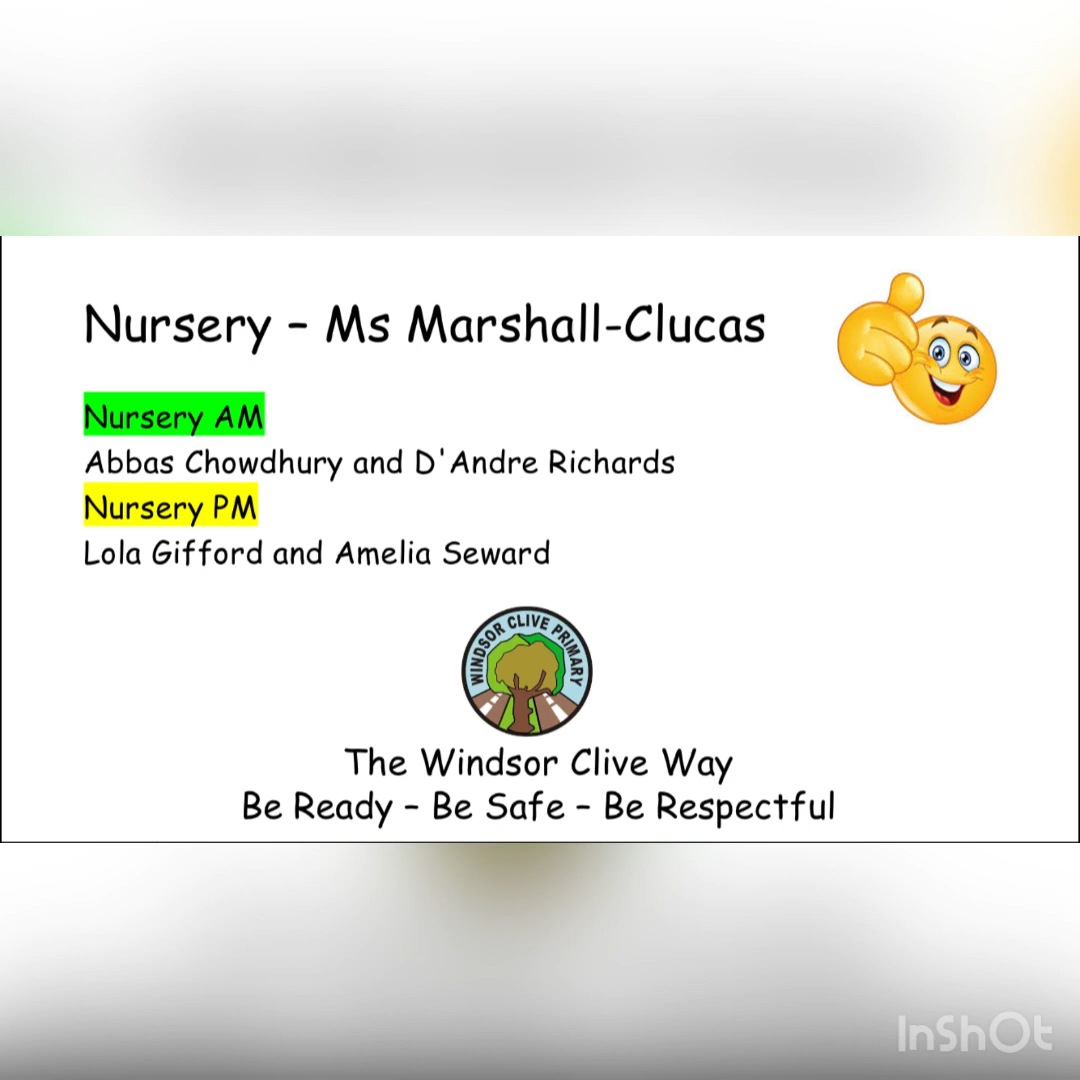 Nursery – Ms Marshall-Clucas
Nursery AM
Abbas Chowdhury and D'Andre Richards
Nursery PM
Lola Gifford and Amelia Seward
WINDSOR CLIVE PRIMARY
The Windsor Clive Way
Be Ready – Be Safe – Be Respectful
InShOt